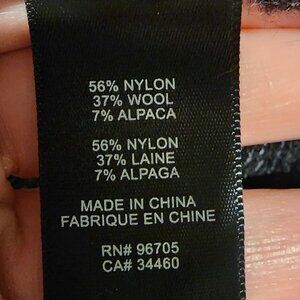 56% NYLON
37% WOOL
7% ALPACA
56% NYLON
37% LAINE
7% ALPAGA
MADE IN CHINA
FABRIQUE EN CHINE
RN# 96705
CA# 34460